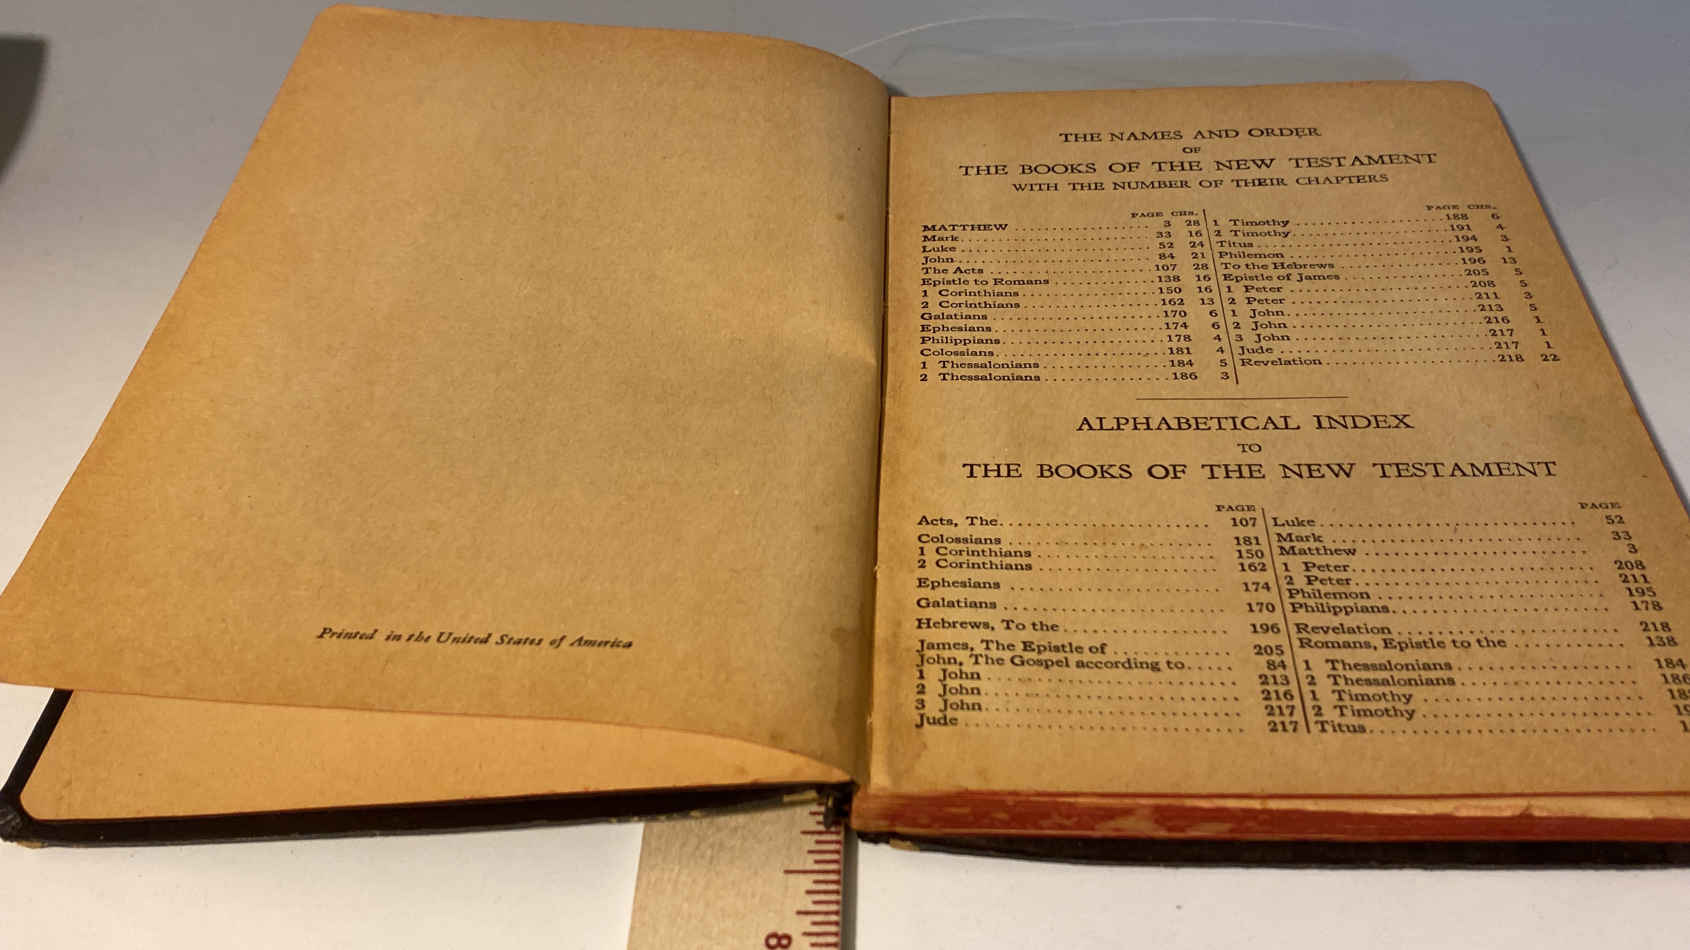 Printed in the United States of America
THE NAMES AND ORDER
OF
THE BOOKS OF THE NEW TESTAMENT
WITH THE NUMBER OF THEIR CHAPTERS
PAGE CHS.
MATTHEW 3 28
Mark 33 16
Luke 52 24
John 84 21
The Acts 107 28
Epistle to Romans 138 16
1 Corinthians 150 16
2 Corinthians 162 13
Galatians 170 6
Ephesians 174 6
Philippians 178 4
Colossians 181 4
1 Thessalonians 184 5
2 Thessalonians 186 3
PAGE CHS.
1 Timothy 188 6
2 Timothy 191 4
Titus 194 3
Philemon 195 1
To the Hebrews 196 13
Epistle of James 205 5
1 Peter 208 5
2 Peter 211 3
1 John 213 5
2 John 216 1
3 John 217 1
Jude 217 1
Revelation 218 22
ALPHABETICAL INDEX
TO
THE BOOKS OF THE NEW TESTAMENT
PAGE
Acts, The 107
Colossians 181
1 Corinthians 150
2 Corinthians 162
Ephesians 174
Galatians 170
Hebrews, To the 196
James, The Epistle of 205
John, The Gospel according to 84
1 John 213
2 John 216
3 John 217
Jude 217
PAGE
Luke 52
Mark 33
Matthew 3
1 Peter 208
2 Peter 211
Philemon 195
Philippians 178
Revelation 218
Romans, Epistle to the 138
1 Thessalonians 184
2 Thessalonians 186
1 Timothy
2 Timothy
Titus
8